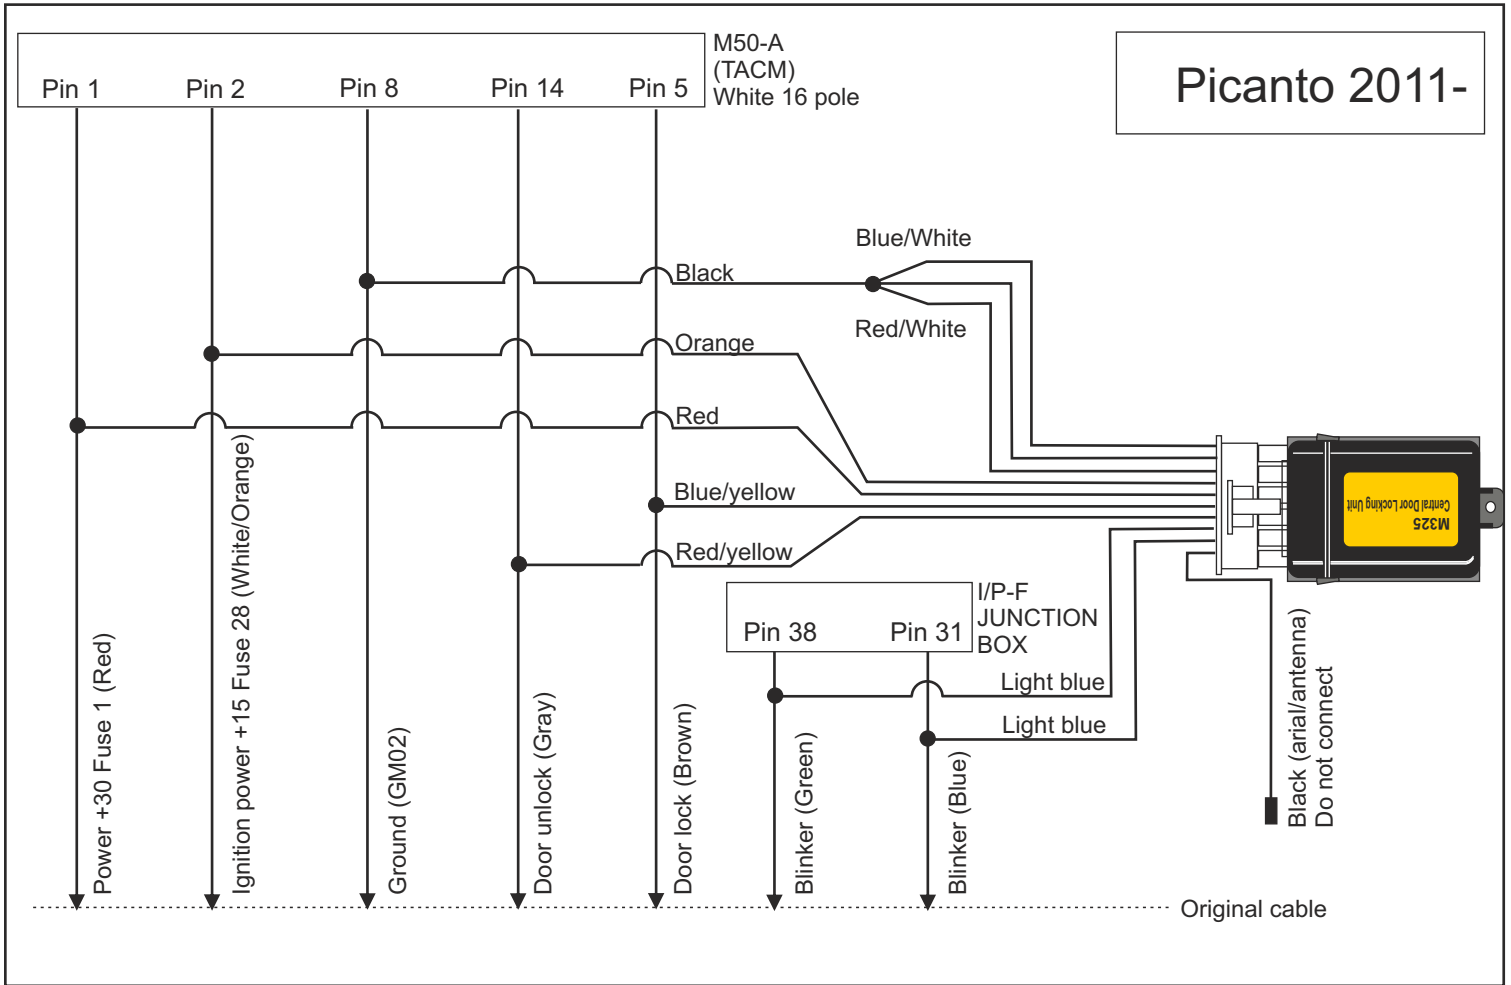 M50-A
(TACM)
White 16 pole
Pin 1
Pin 2
Pin 8
Pin 14
Pin 5
Picanto 2011-
Blue/White
Black
Red/White
Orange
Red
Blue/yellow
Red/yellow
M325
Central Door Locking Unit
I/P-F
JUNCTION
BOX
Pin 38
Pin 31
Light blue
Light blue
Power +30 Fuse 1 (Red)
Ignition power +15 Fuse 28 (White/Orange)
Ground (GM02)
Door unlock (Gray)
Door lock (Brown)
Blinker (Green)
Blinker (Blue)
Black (arial/antenna)
Do not connect
Original cable